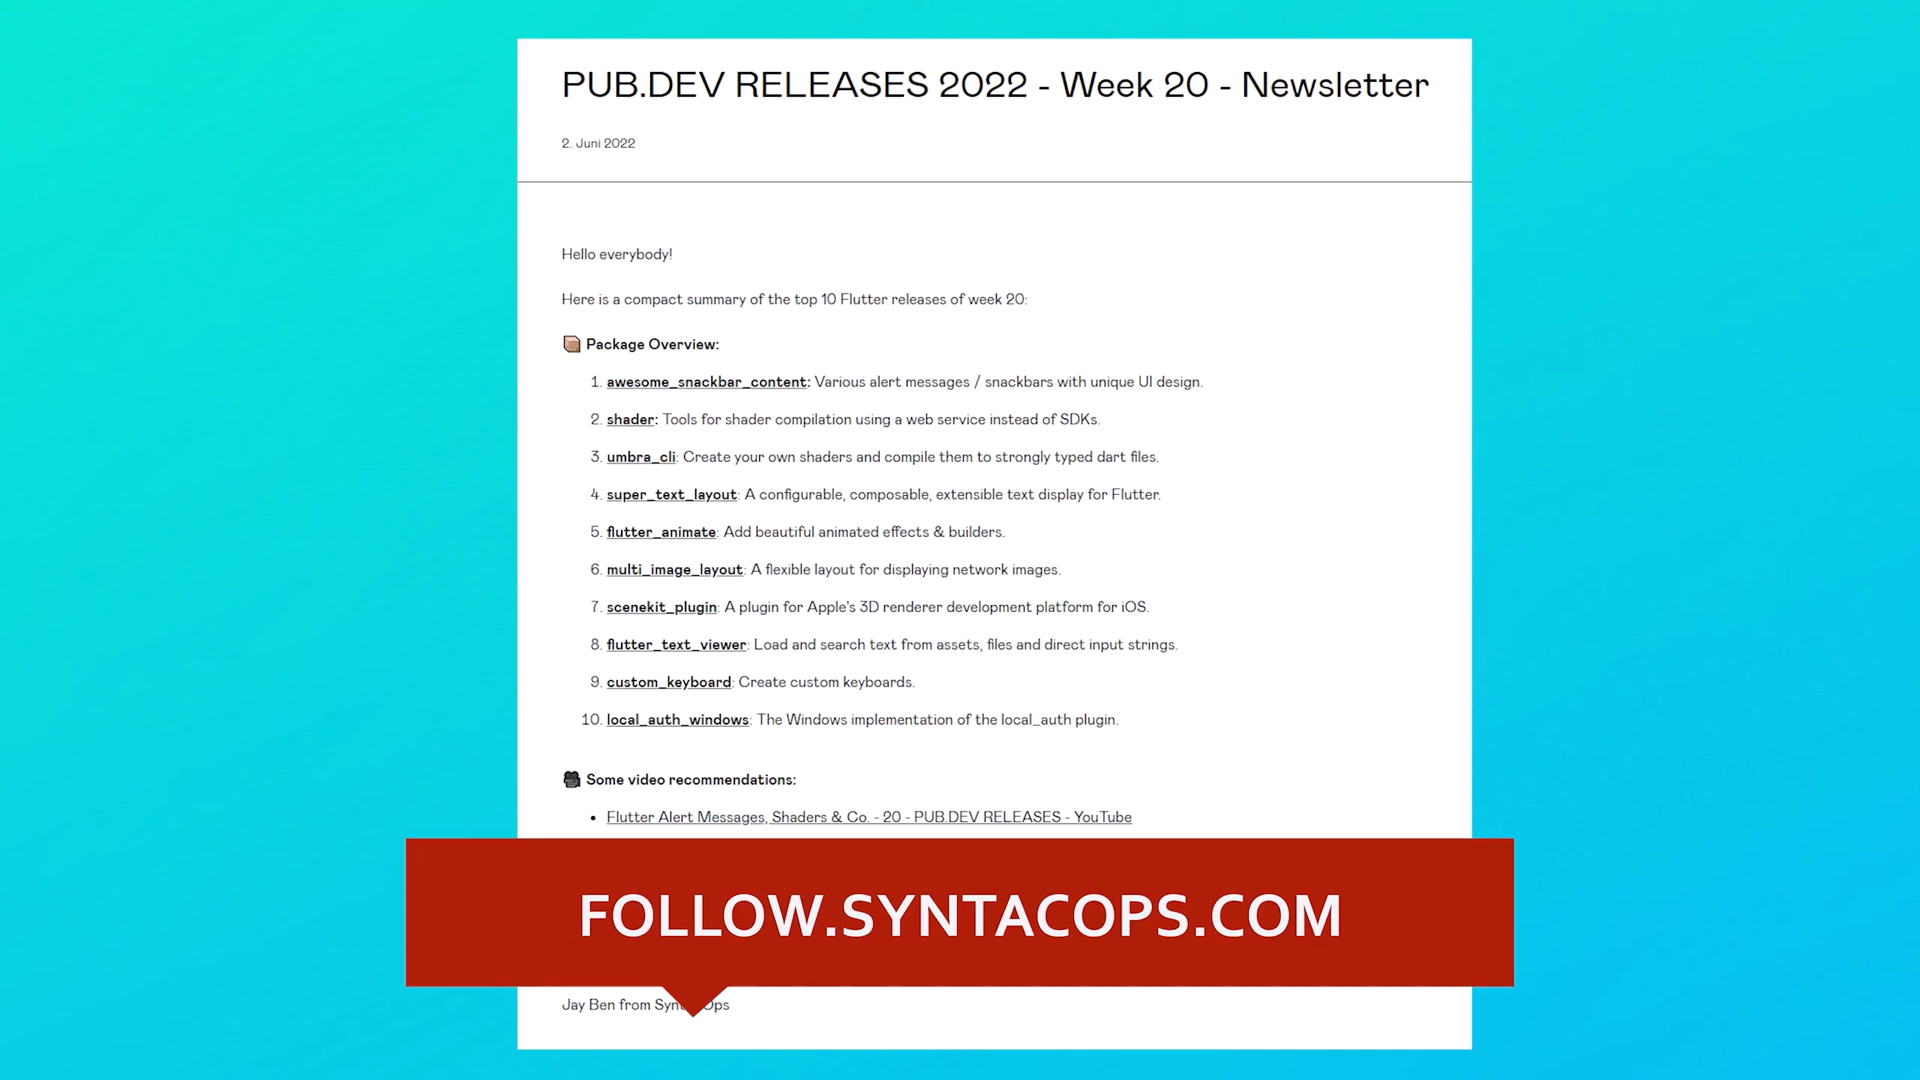 PUB.DEV RELEASES 2022 - Week 20 - Newsletter
2. Juni 2022
Hello everybody!
Here is a compact summary of the top 10 Flutter releases of week 20:
Package Overview:
1. awesome_snackbar_content: Various alert messages / snackbars with unique UI design.
2. shader: Tools for shader compilation using a web service instead of SDKs.
3. umbra_cli: Create your own shaders and compile them to strongly typed dart files.
4. super_text_layout: A configurable, composable, extensible text display for Flutter.
5. flutter_animate: Add beautiful animated effects & builders.
6. multi_image_layout: A flexible layout for displaying network images.
7. scenekit_plugin: A plugin for Apple's 3D renderer development platform for iOS.
8. flutter_text_viewer: Load and search text from assets, files and direct input strings.
9. custom_keyboard: Create custom keyboards.
10. local_auth_windows: The Windows implementation of the local_auth plugin.
Some video recommendations:
• Flutter Alert Messages, Shaders & Co. - 20 - PUB.DEV RELEASES - YouTube
FOLLOW.SYNTACOPS.COM
Jay Ben from